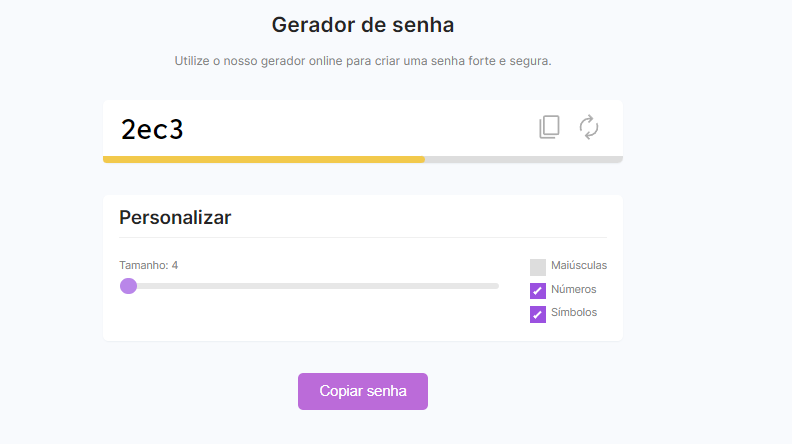 Gerador de senha
Utilize o nosso gerador online para criar uma senha forte e segura.
2ec3
Personalizar
Tamanho: 4
Maiúsculas
Números
Símbolos
Copiar senha